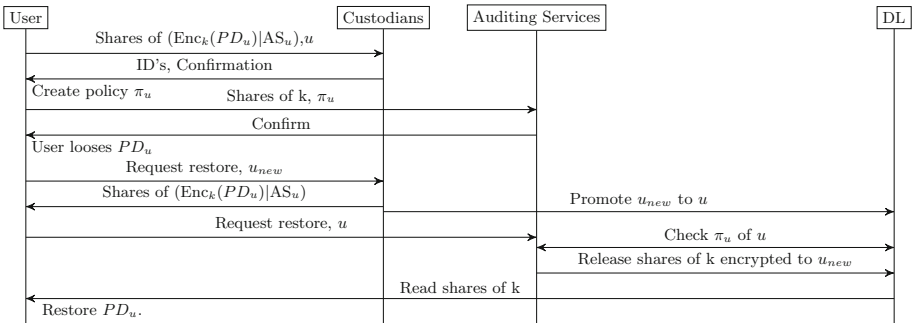 User Custodians Auditing Services DL
Shares of (Enc_k(PD_u)|AS_u),u
ID's, Confirmation
Create policy π_u
Shares of k, π_u
Confirm
User looses PD_u
Request restore, u_new
Shares of (Enc_k(PD_u)|AS_u)
Promote u_new to u
Request restore, u
Check π_u of u
Release shares of k encrypted to u_new
Read shares of k
Restore PD_u.